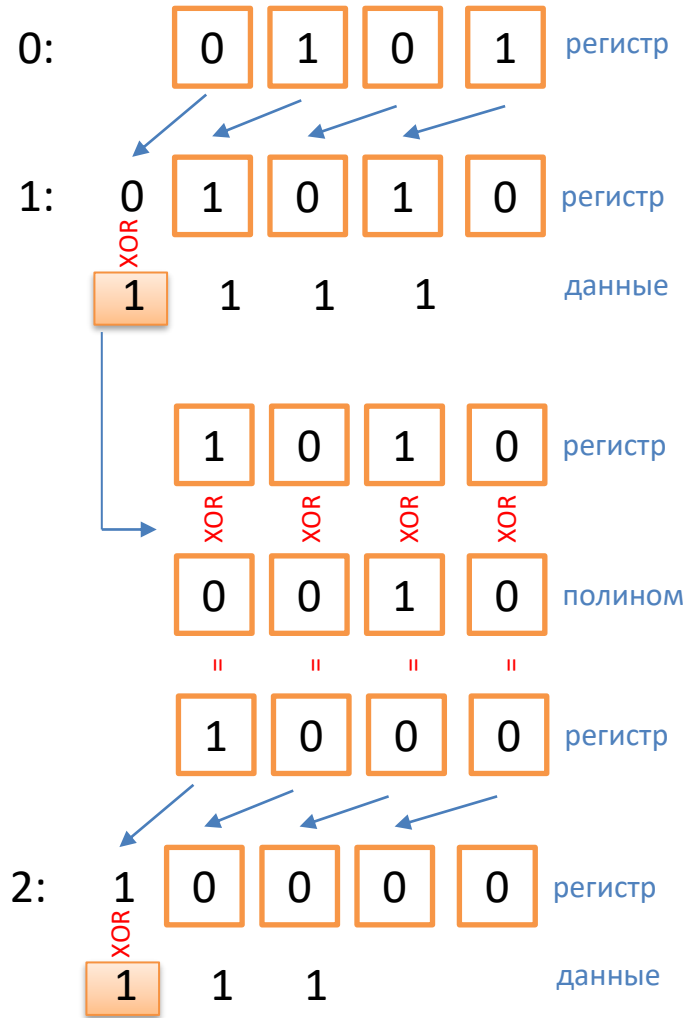 0: 0 1 0 1 регистр
1: 0 1 0 1 0 регистр
XOR
1 1 1 1 данные
1 0 1 0 регистр
XOR XOR XOR XOR
0 0 1 0 полином
= = = =
1 0 0 0 регистр
2: 1 0 0 0 0 регистр
XOR
1 1 1 данные